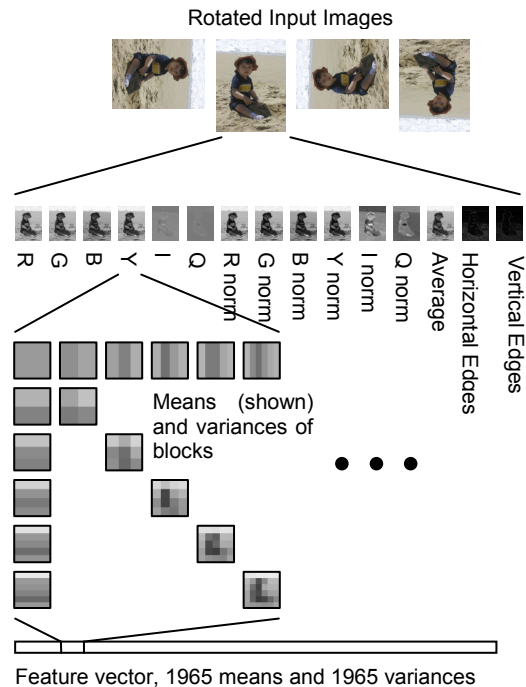 Rotated Input Images
R
G
B
Y
I
Q
R norm
G norm
B norm
Y norm
I norm
Q norm
Average
Horizontal Edges
Vertical Edges
Means (shown)
and variances of
blocks
Feature vector, 1965 means and 1965 variances